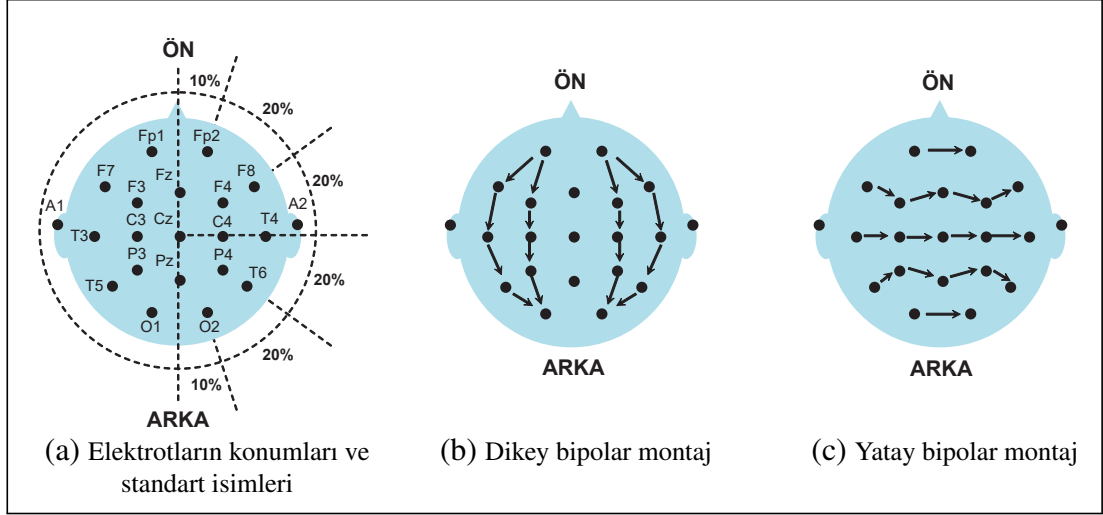 ÖN
10%
20%
Fp1 Fp2
F7 Fz F8
F3 F4
20%
A1 A2
C3 Cz C4 T4
T3
P3 Pz P4
T5 T6
20%
O1 O2
20%
10%
ARKA
(a) Elektrotların konumları ve
standart isimleri
ÖN
ARKA
(b) Dikey bipolar montaj
ÖN
ARKA
(c) Yatay bipolar montaj